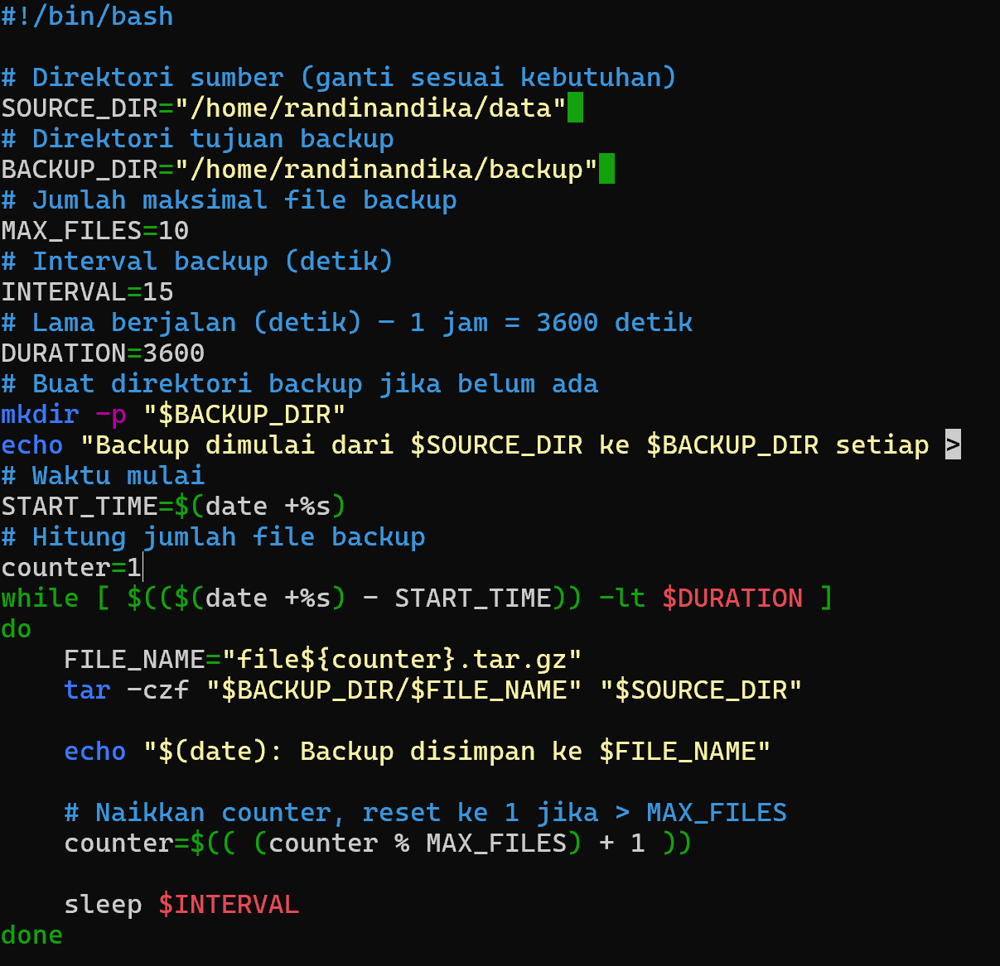 #!/bin/bash
# Direktori sumber (ganti sesuai kebutuhan)
SOURCE_DIR="/home/randinandika/data"
# Direktori tujuan backup
BACKUP_DIR="/home/randinandika/backup"
# Jumlah maksimal file backup
MAX_FILES=10
# Interval backup (detik)
INTERVAL=15
# Lama berjalan (detik) — 1 jam = 3600 detik
DURATION=3600
# Buat direktori backup jika belum ada
mkdir -p "$BACKUP_DIR"
echo "Backup dimulai dari $SOURCE_DIR ke $BACKUP_DIR setiap >
# Waktu mulai
START_TIME=$(date +%s)
# Hitung jumlah file backup
counter=1
while [ $(($(date +%s) - START_TIME)) -lt $DURATION ]
do
    FILE_NAME="file${counter}.tar.gz"
    tar -czf "$BACKUP_DIR/$FILE_NAME" "$SOURCE_DIR"
    echo "$(date): Backup disimpan ke $FILE_NAME"
    # Naikkan counter, reset ke 1 jika > MAX_FILES
    counter=$(( (counter % MAX_FILES) + 1 ))
    sleep $INTERVAL
done